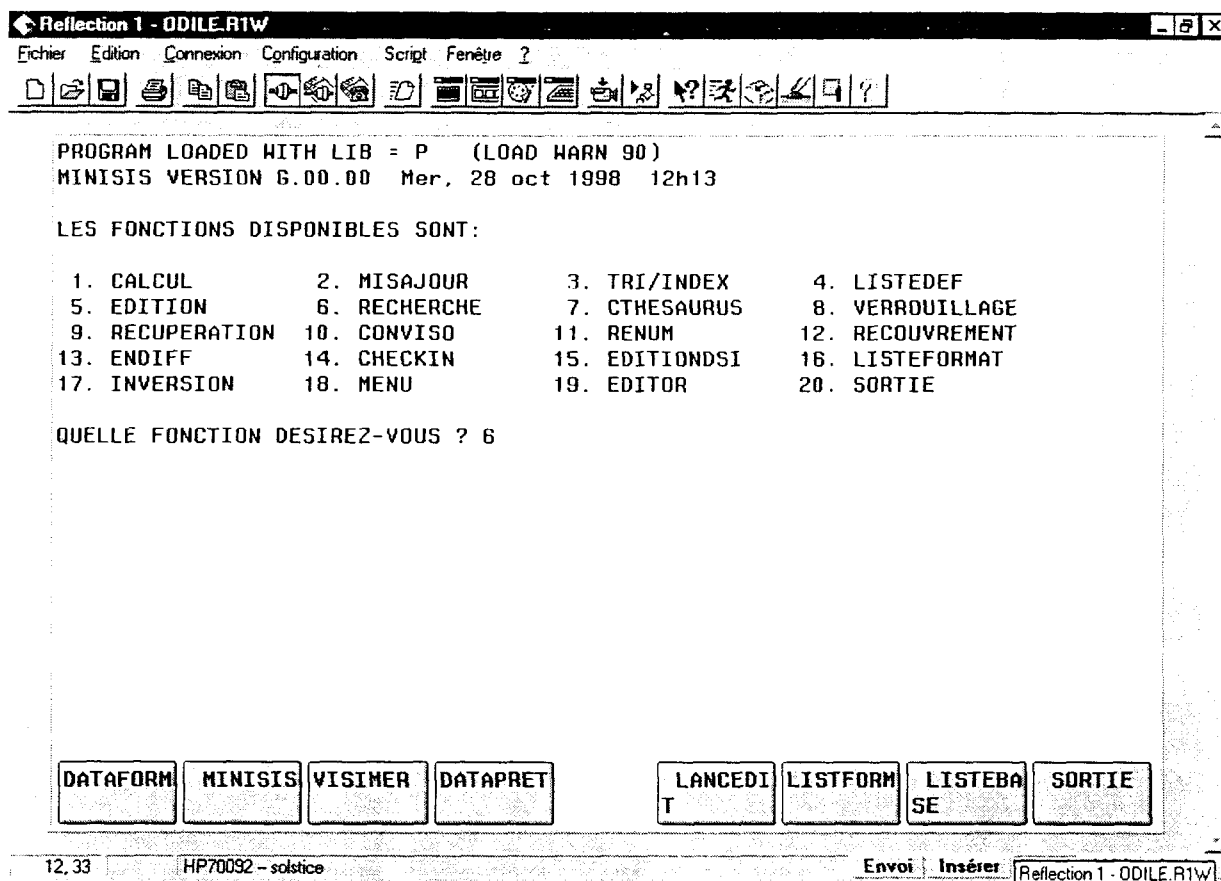 Reflection 1 - ODILE.R1W
Fichier Edition Connexion Configuration Script Fenêtre ?
PROGRAM LOADED WITH LIB = P (LOAD WARN 90)
MINISIS VERSION G.00.00 Mer, 28 oct 1998 12h13
LES FONCTIONS DISPONIBLES SONT:
1. CALCUL 2. MISAJOUR 3. TRI/INDEX 4. LISTEDEF
5. EDITION 6. RECHERCHE 7. CTHESAURUS 8. VERROUILLAGE
9. RECUPERATION 10. CONVISO 11. RENUM 12. RECOUVREMENT
13. ENDIFF 14. CHECKIN 15. EDITIONDSI 16. LISTEFORMAT
17. INVERSION 18. MENU 19. EDITOR 20. SORTIE
QUELLE FONCTION DESIREZ-VOUS ? 6
DATAFORM MINISIS VISIMER DATAPRET LANCEDI LISTFORM LISTEBA SORTIE
T SE
12, 33 HP70092 – solstice Envoi Insérer Reflection 1 - ODILE.R1W